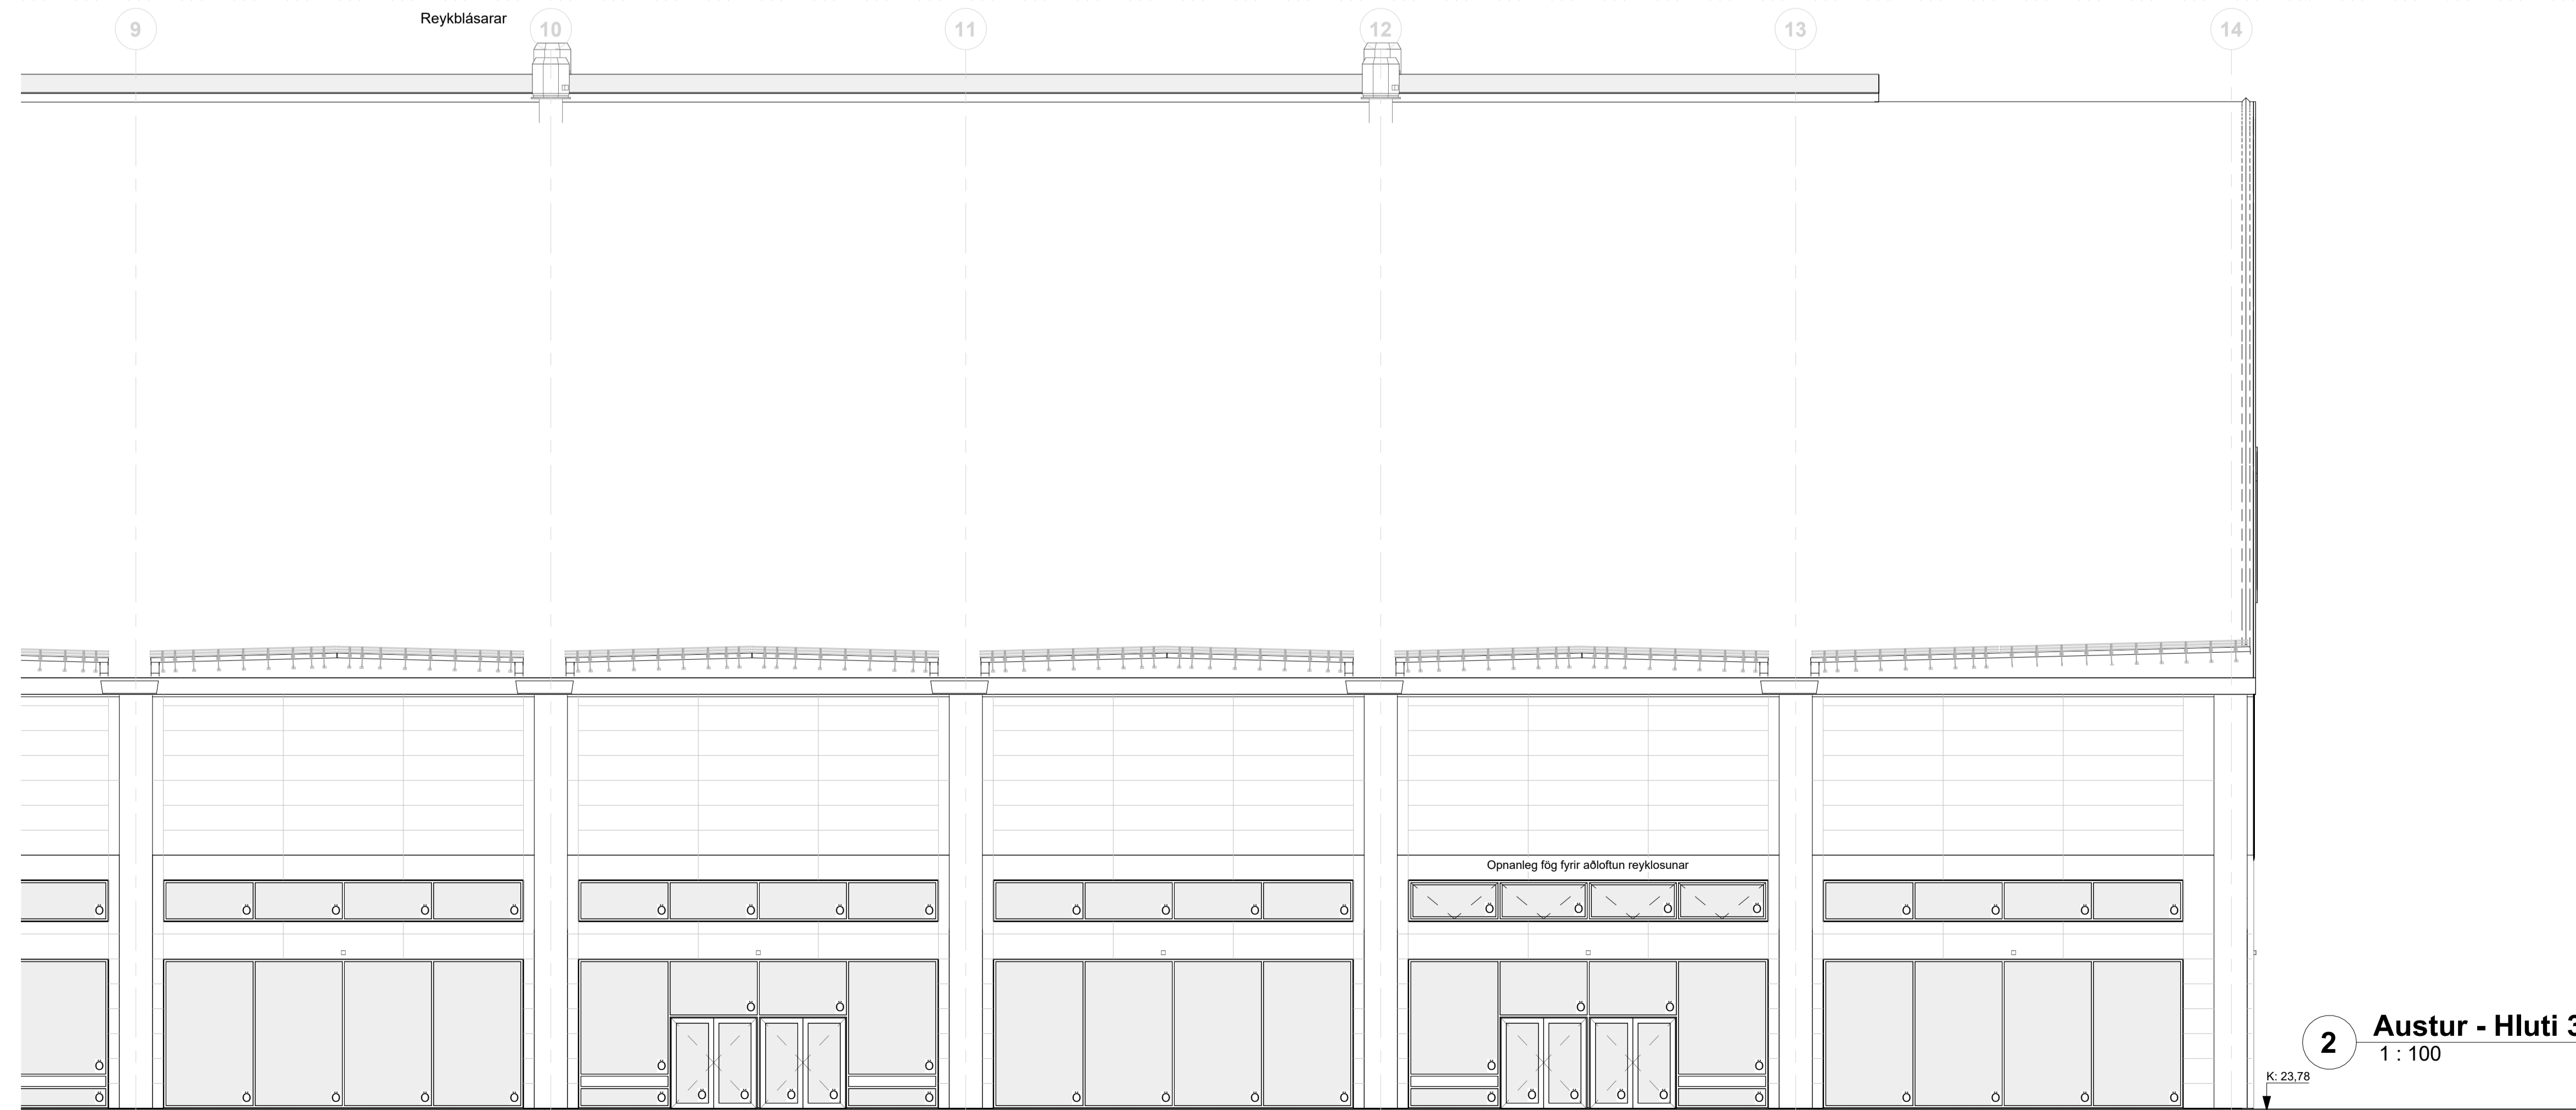 Reykblásarar
9 10 11 12 13 14
Opnanleg fög fyrir aðloftun reyklosunar
Ö Ö Ö Ö Ö Ö Ö Ö Ö Ö Ö Ö Ö Ö Ö Ö Ö Ö Ö Ö Ö
Ö Ö Ö Ö
Ö Ö Ö Ö Ö
Ö Ö Ö Ö Ö Ö Ö Ö Ö Ö Ö Ö Ö Ö Ö Ö Ö Ö Ö Ö Ö Ö Ö Ö Ö
2 Austur - Hluti 3
1 : 100
K: 23,78